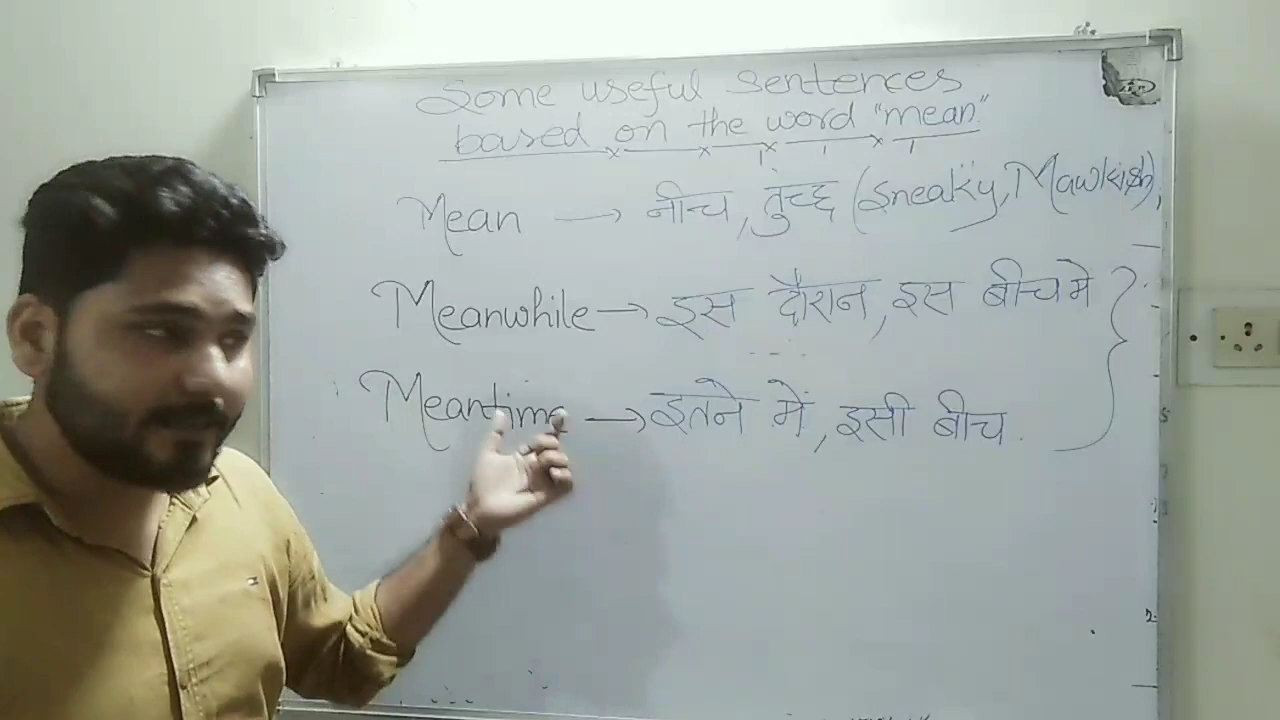 Some useful sentences
based on the word "mean"
Mean → नीच, तुच्छ (Sneaky, Mawkish),
Meanwhile → इस दौरान, इस बीच मे
Meantime → इतने में, इसी बीच.